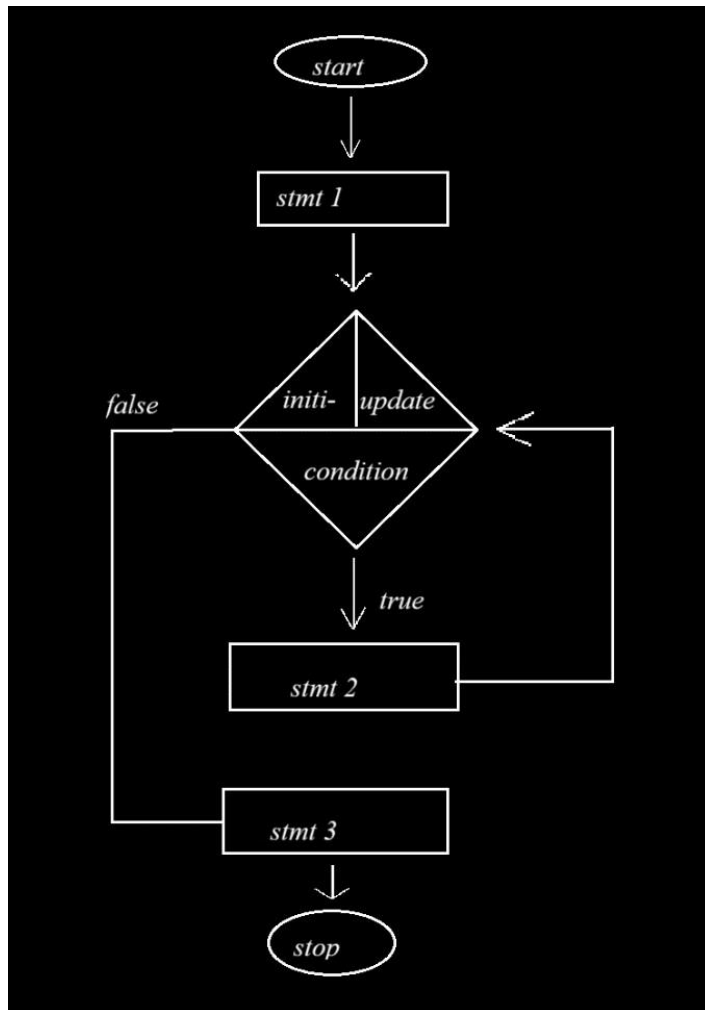 start
stmt 1
false
initi-
update
condition
true
stmt 2
stmt 3
stop